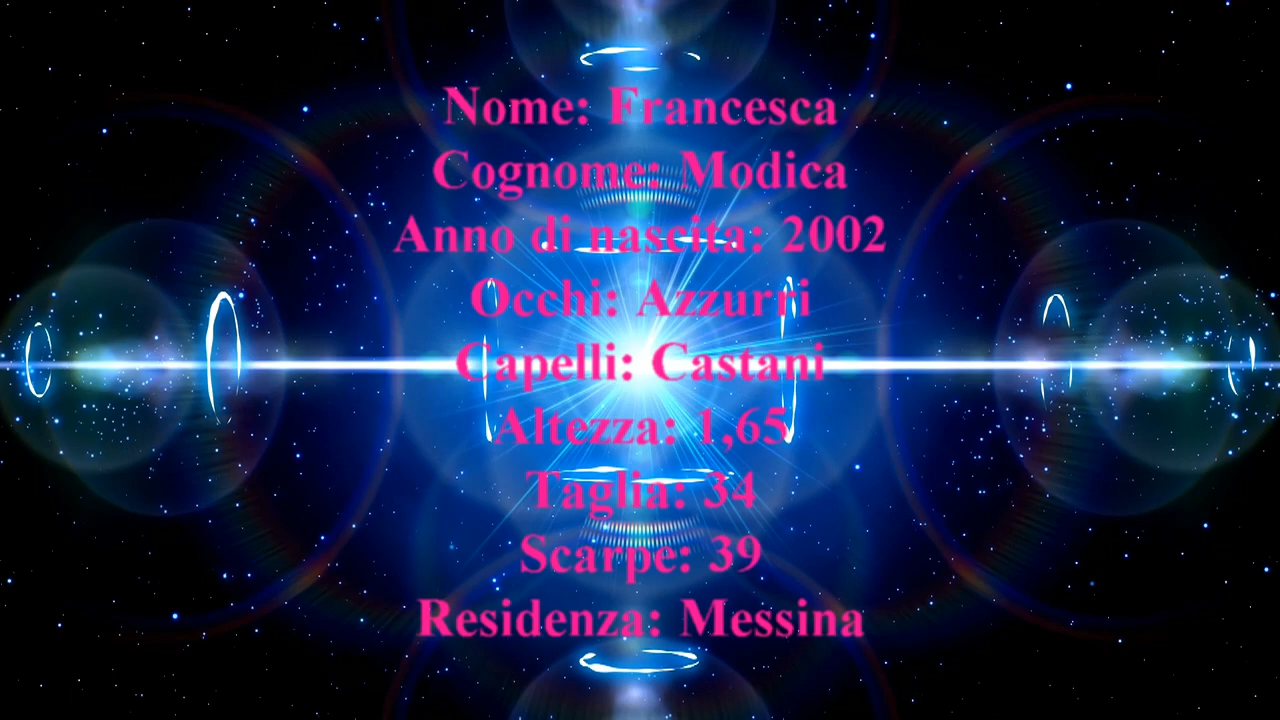 Nome: Francesca
Cognome: Modica
Anno di nascita: 2002
Occhi: Azzurri
Capelli: Castani
Altezza: 1,65
Taglia: 34
Scarpe: 39
Residenza: Messina